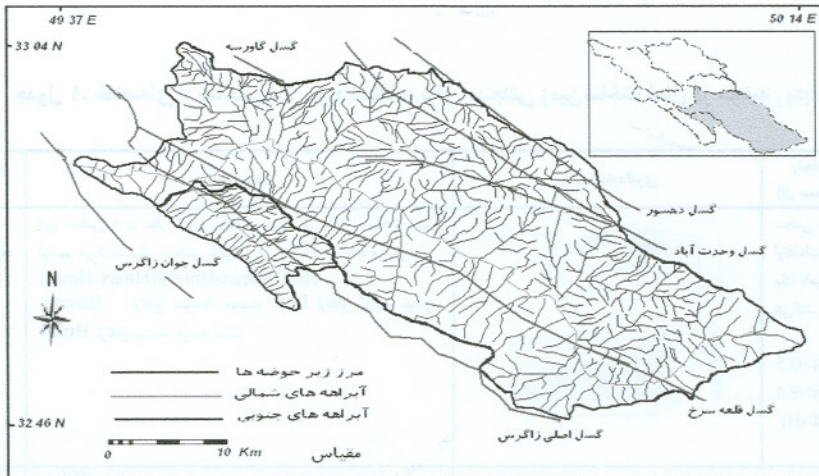 49 37 E
50 14 E
33 04 N
گسل گاورسه
گسل دهسور
گسل وحدت آباد
گسل جوان زاگرس
N
مرز زیر حوضه ها
آبراهه های شمالی
آبراهه های جنوبی
32 46 N
گسل قلعه سرخ
گسل اصلی زاگرس
0 10 Km مقیاس